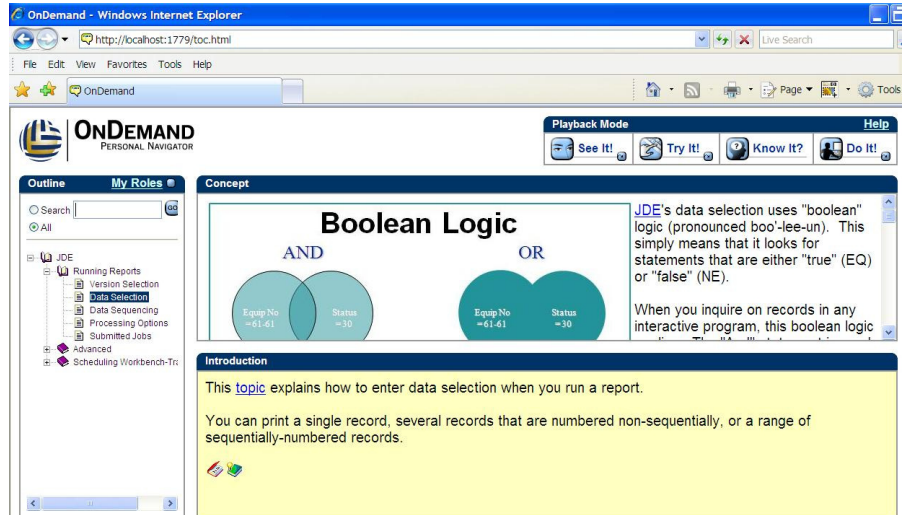 OnDemand - Windows Internet Explorer
http://localhost:1779/toc.html
Live Search
File Edit View Favorites Tools Help
OnDemand
Page
Tools
ONDEMAND
PERSONAL NAVIGATOR
Playback Mode
Help
See It!
Try It!
Know It?
Do It!
Outline
My Roles
Search
GO
All
JDE
Running Reports
Version Selection
Data Selection
Data Sequencing
Processing Options
Submitted Jobs
Advanced
Scheduling Workbench-Tra
Concept
Boolean Logic
AND
OR
Equip No
=61-61
Status
=30
Equip No
=61-61
Status
=30
JDE's data selection uses "boolean"
logic (pronounced boo'-lee-un). This
simply means that it looks for
statements that are either "true" (EQ)
or "false" (NE).
When you inquire on records in any
interactive program, this boolean logic
Introduction
This topic explains how to enter data selection when you run a report.
You can print a single record, several records that are numbered non-sequentially, or a range of
sequentially-numbered records.